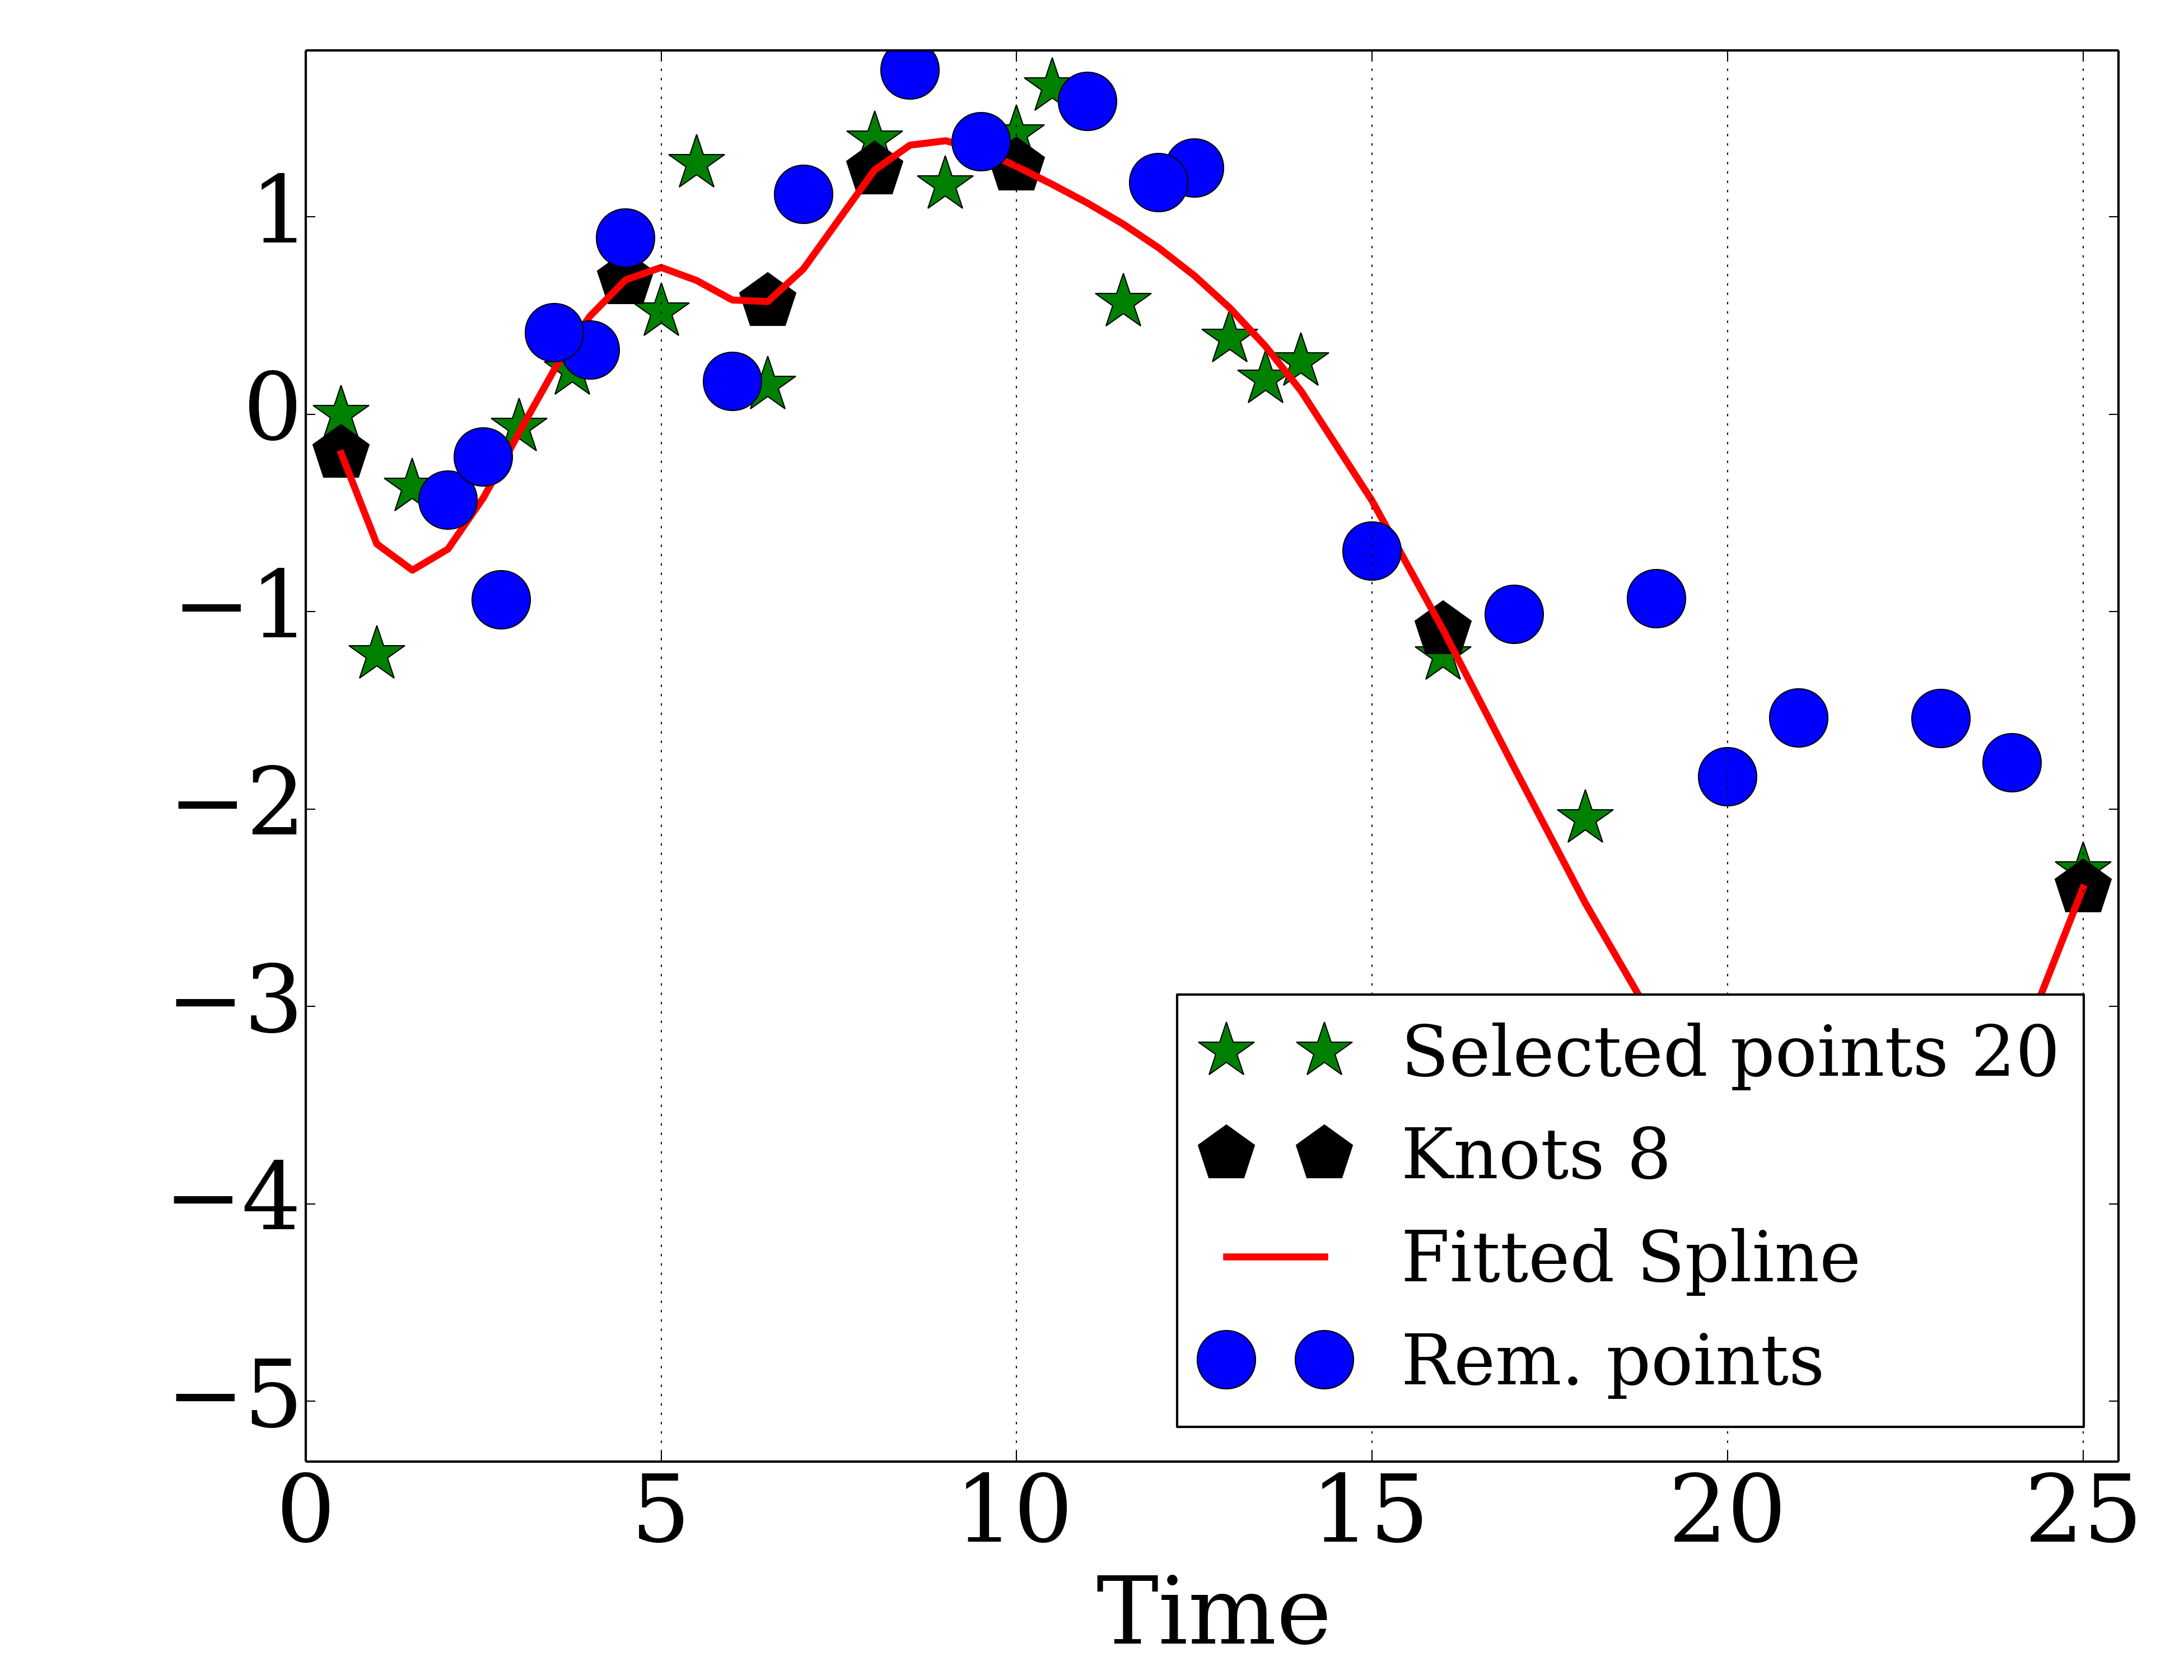 1
0
−1
−2
−3
−4
−5
Selected points 20
Knots 8
Fitted Spline
Rem. points
0 5 10 15 20 25
Time